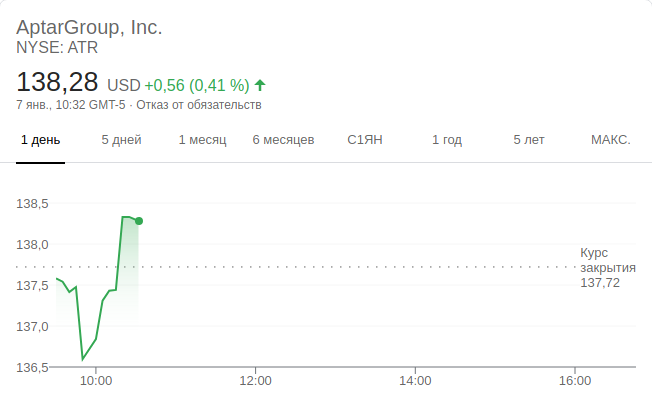 AptarGroup, Inc.
NYSE: ATR
138,28 USD +0,56 (0,41 %)
7 янв., 10:32 GMT-5 · Отказ от обязательств
1 день 5 дней 1 месяц 6 месяцев С1ЯН 1 год 5 лет МАКС.
138,5
138,0
137,5
137,0
136,5
Курс
закрытия
137,72
10:00 12:00 14:00 16:00